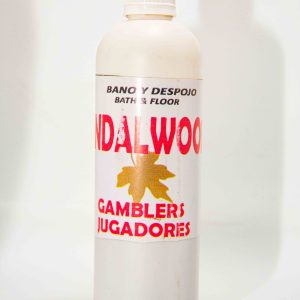 BANO Y DESPOJO
BATH & FLOOR
NDALWOO
GAMBLERS
JUGADORES